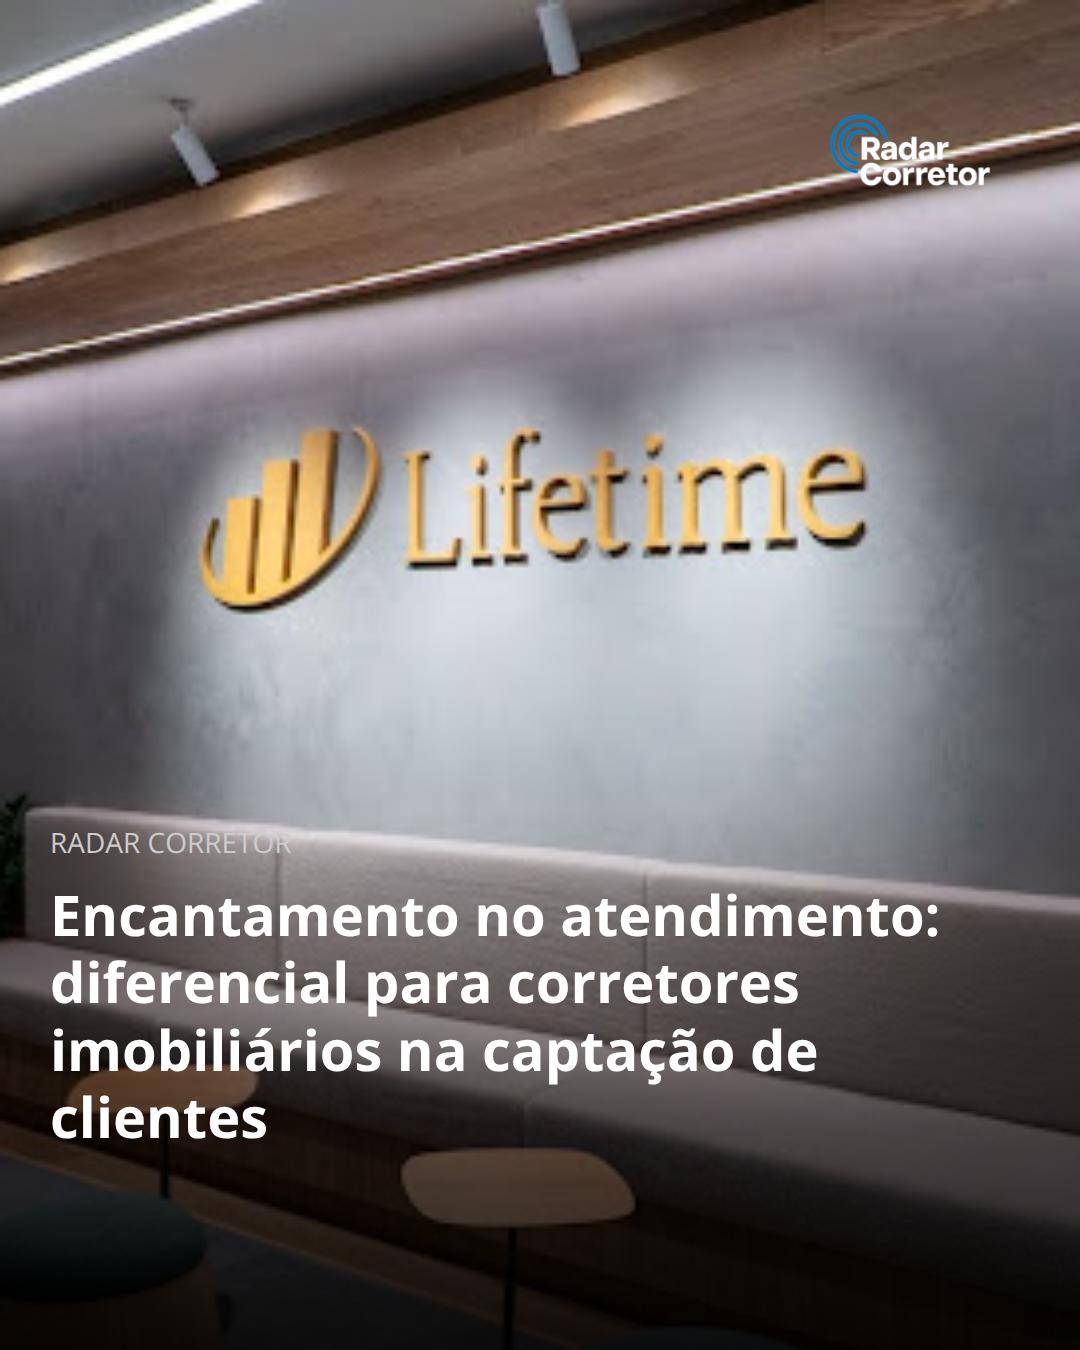 Radar
Corretor
Lifetime
RADAR CORRETOR
Encantamento no atendimento:
diferencial para corretores
imobiliários na captação de
clientes